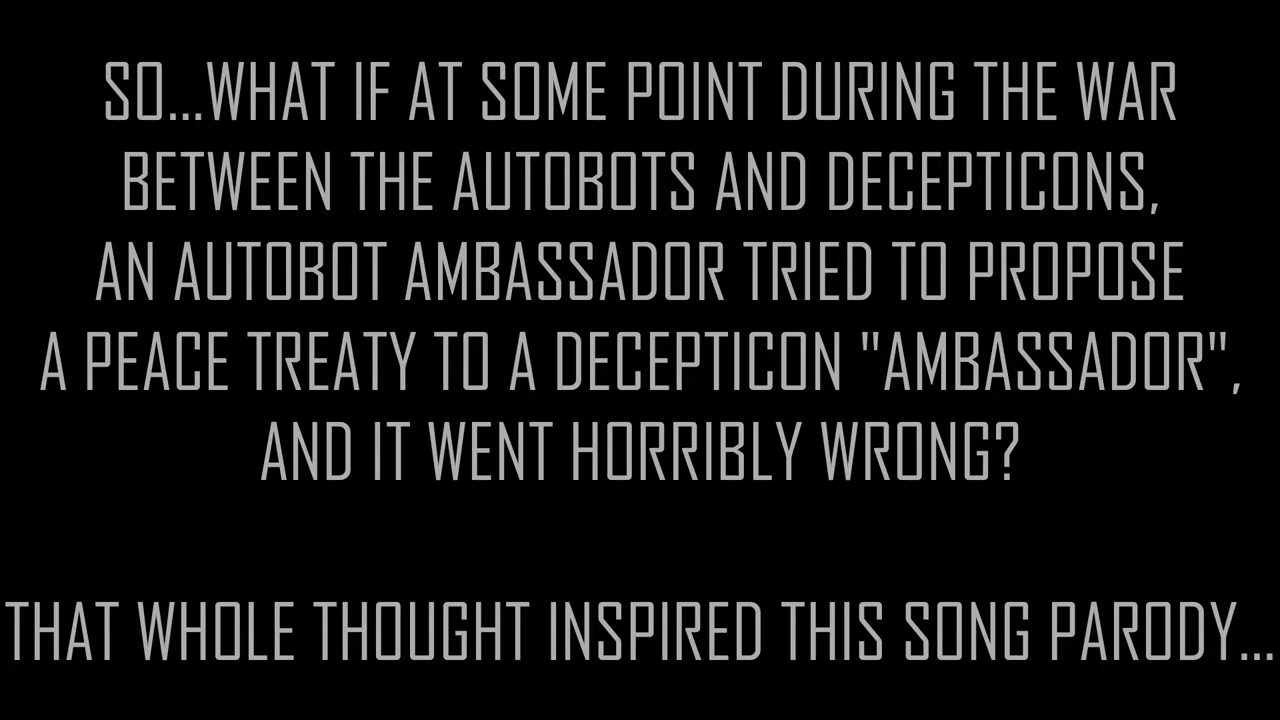 SO...WHAT IF AT SOME POINT DURING THE WAR
BETWEEN THE AUTOBOTS AND DECEPTICONS,
AN AUTOBOT AMBASSADOR TRIED TO PROPOSE
A PEACE TREATY TO A DECEPTICON "AMBASSADOR",
AND IT WENT HORRIBLY WRONG?
THAT WHOLE THOUGHT INSPIRED THIS SONG PARODY...